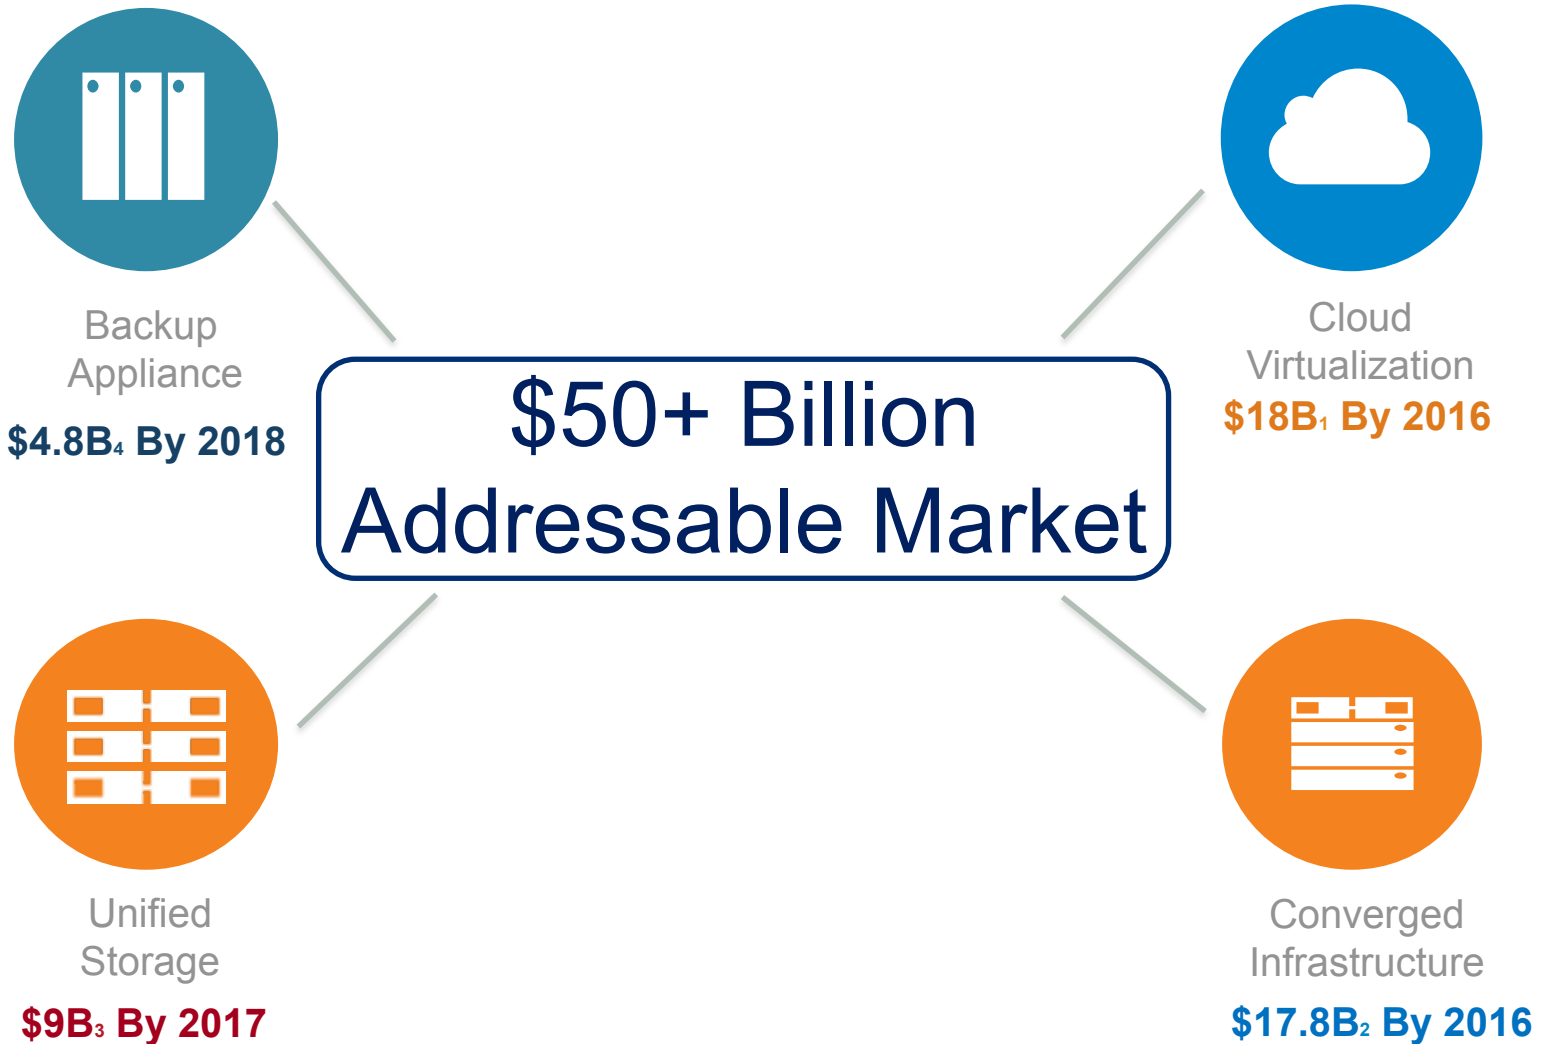 Backup
Appliance
$4.8B4 By 2018
Cloud
Virtualization
$18B1 By 2016
$50+ Billion
Addressable Market
Unified
Storage
$9B3 By 2017
Converged
Infrastructure
$17.8B2 By 2016